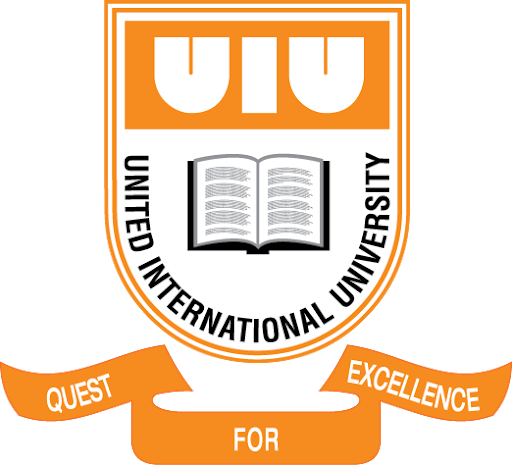 UIU
UNITED INTERNATIONAL UNIVERSITY
QUEST
FOR
EXCELLENCE